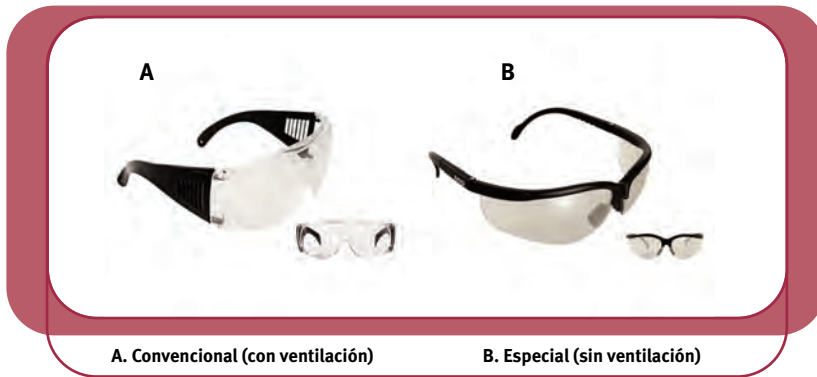 A
B
A. Convencional (con ventilación)
B. Especial (sin ventilación)